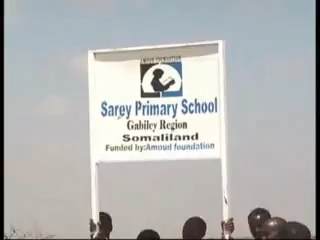 Sarey Primary School
Gabiley Region
Somaliland
Funded by:Amoud foundation